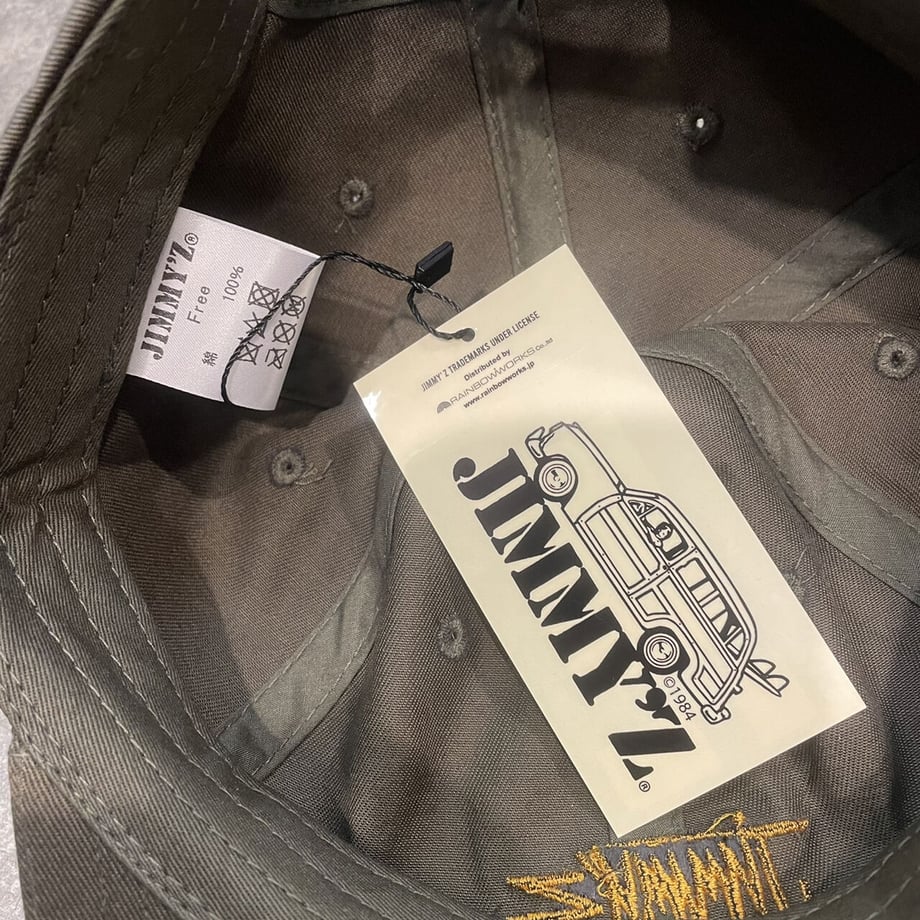 JIMMY'Z®
Free
綿 100%
JIMMY'Z TRADEMARKS UNDER LICENSE
Distributed by
RAINBOWWORKS Co.,ltd
www.rainbowworks.jp
JIMMY'Z®
©1984